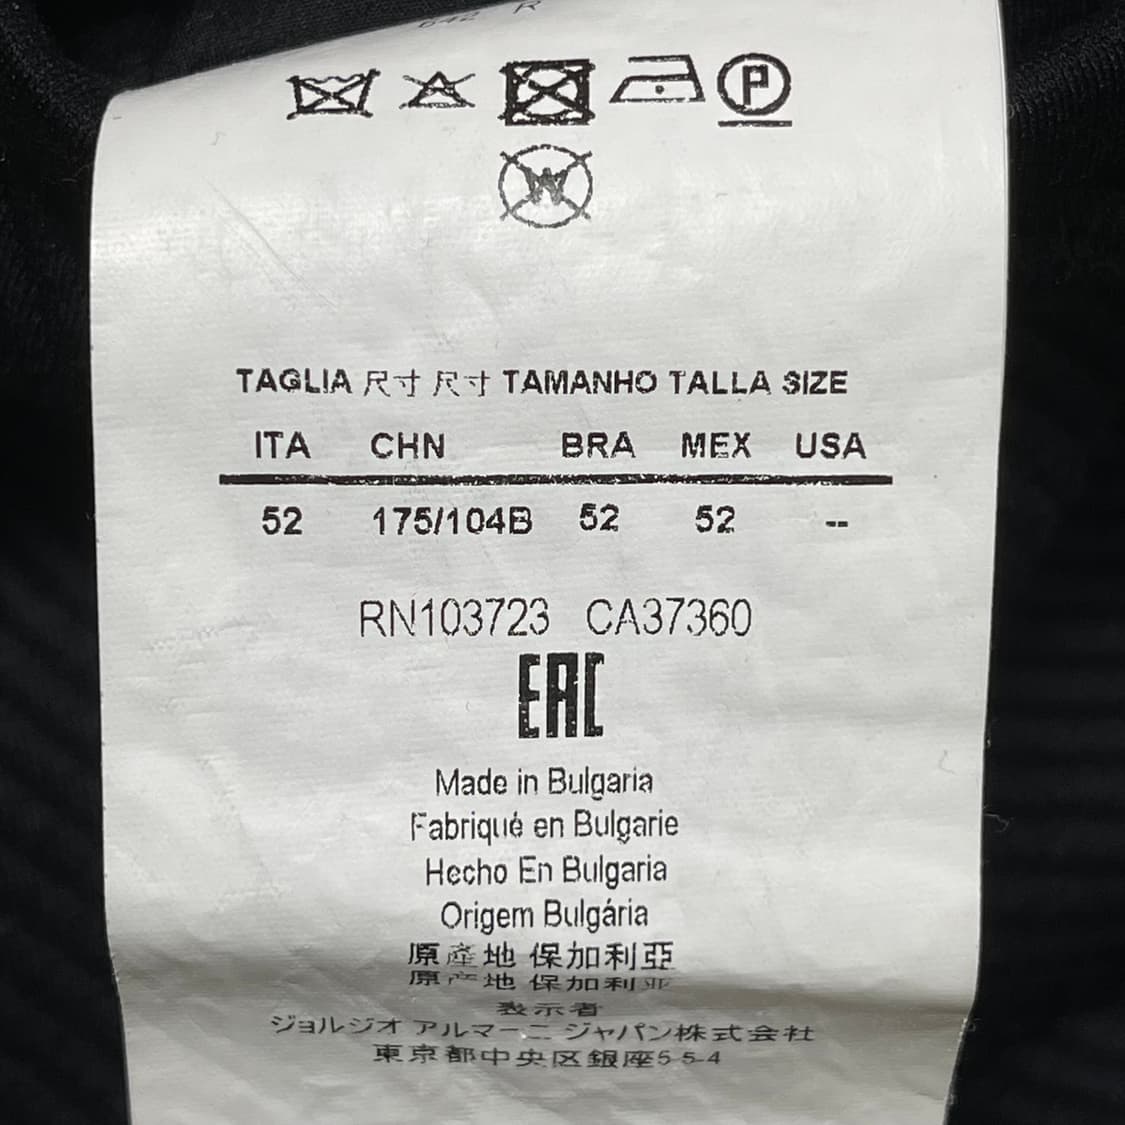 642 R
P
W
TAGLIA 尺寸 尺寸 TAMANHO TALLA SIZE
ITA CHN BRA MEX USA
52 175/104B 52 52 --
RN103723 CA37360
EAC
Made in Bulgaria
Fabriqué en Bulgarie
Hecho En Bulgaria
Origem Bulgária
原產地 保加利亞
原产地 保加利亚
表示者
ジョルジオ アルマーニ ジャパン株式会社
東京都中央区銀座5-5-4